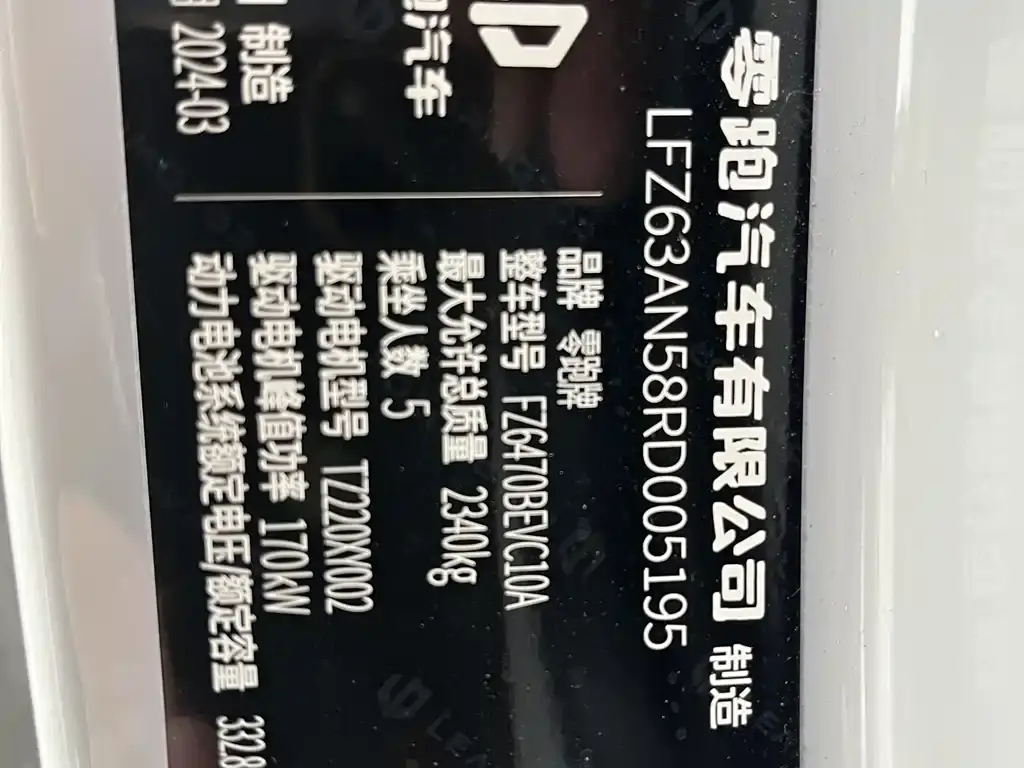 零跑汽车有限公司 制造
LFZ63AN58RD005195
品牌 零跑牌
整车型号 FZ6470BEVC10A
最大允许总质量 2340kg
乘坐人数 5
驱动电机型号 TZ220XY002
驱动电机峰值功率 170kW
动力电池系统额定电压/额定容量 332.8
跑汽车
制造
2024-03